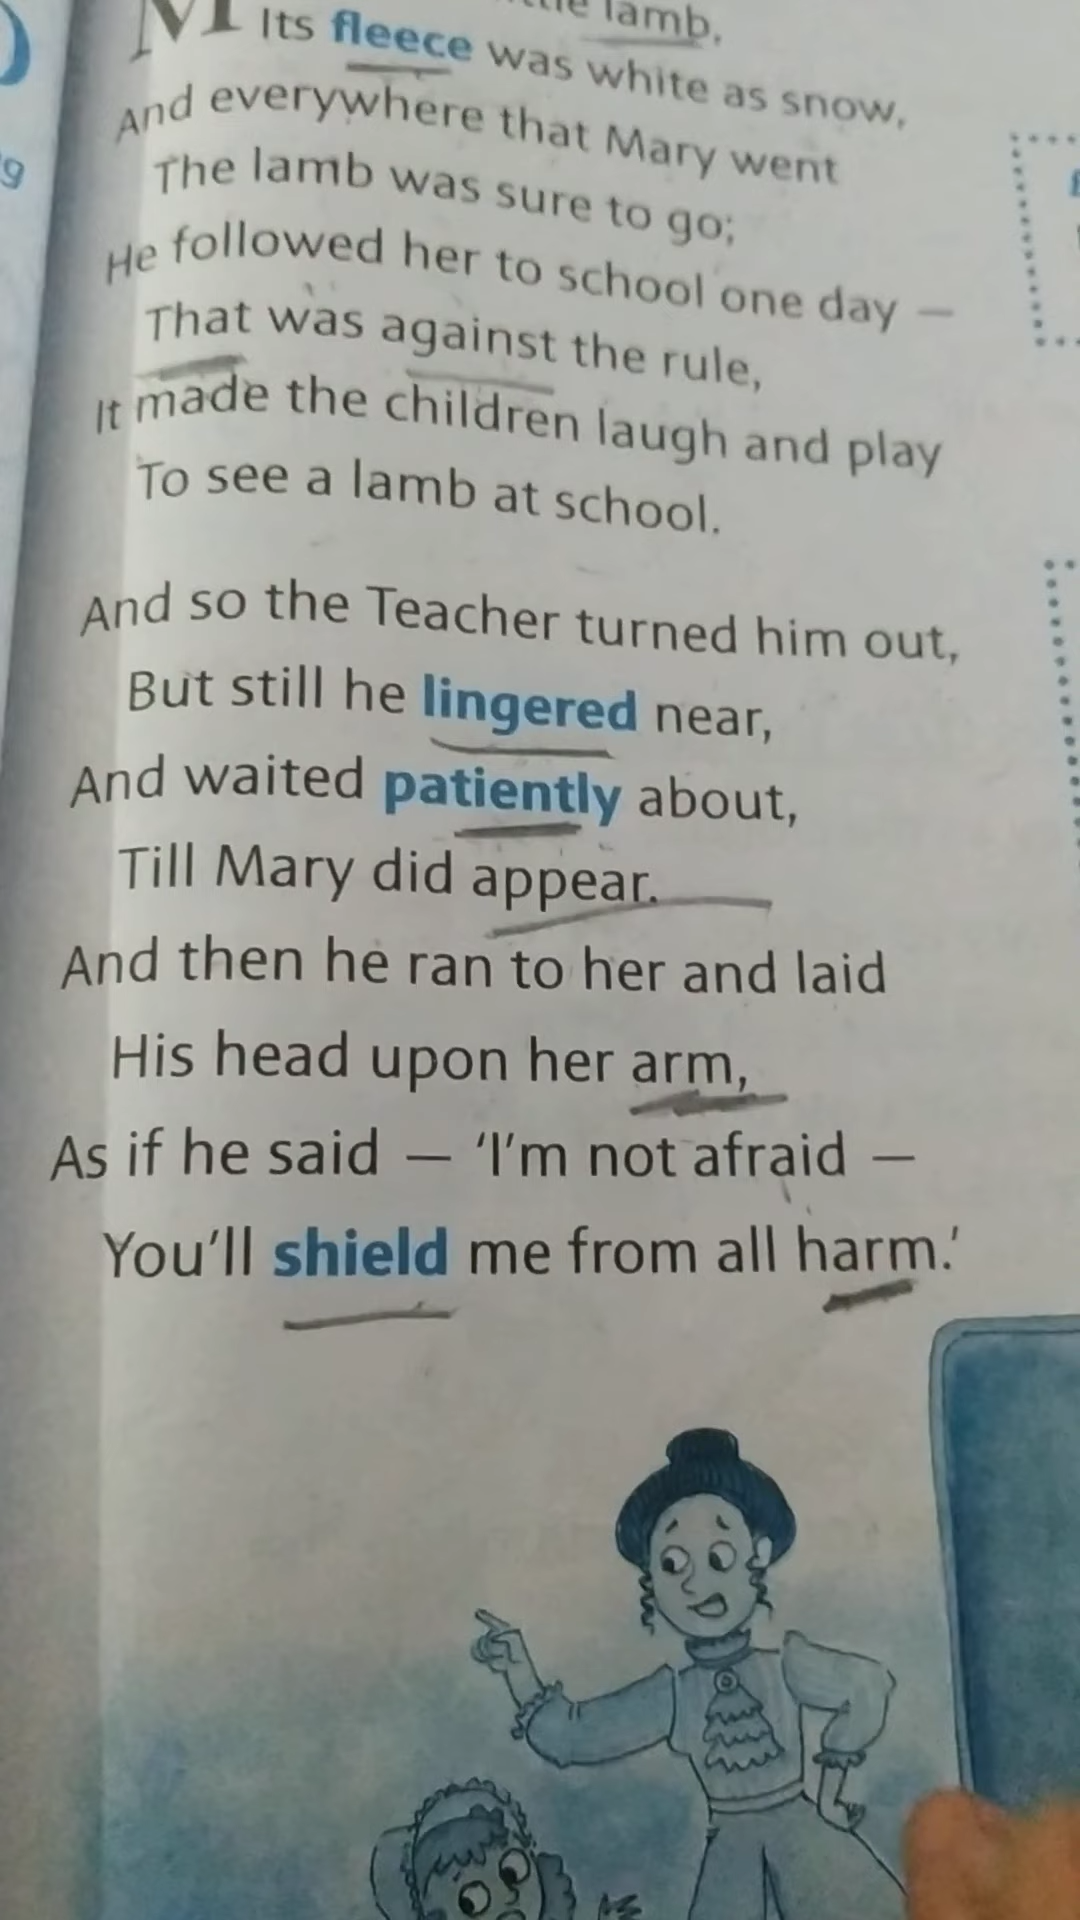 lamb,
Its fleece was white as snow,
And everywhere that Mary went
The lamb was sure to go;
He followed her to school one day —
That was against the rule,
It made the children laugh and play
To see a lamb at school.
And so the Teacher turned him out,
But still he lingered near,
And waited patiently about,
Till Mary did appear.
And then he ran to her and laid
His head upon her arm,
As if he said — ‘I’m not afraid —
You’ll shield me from all harm.’